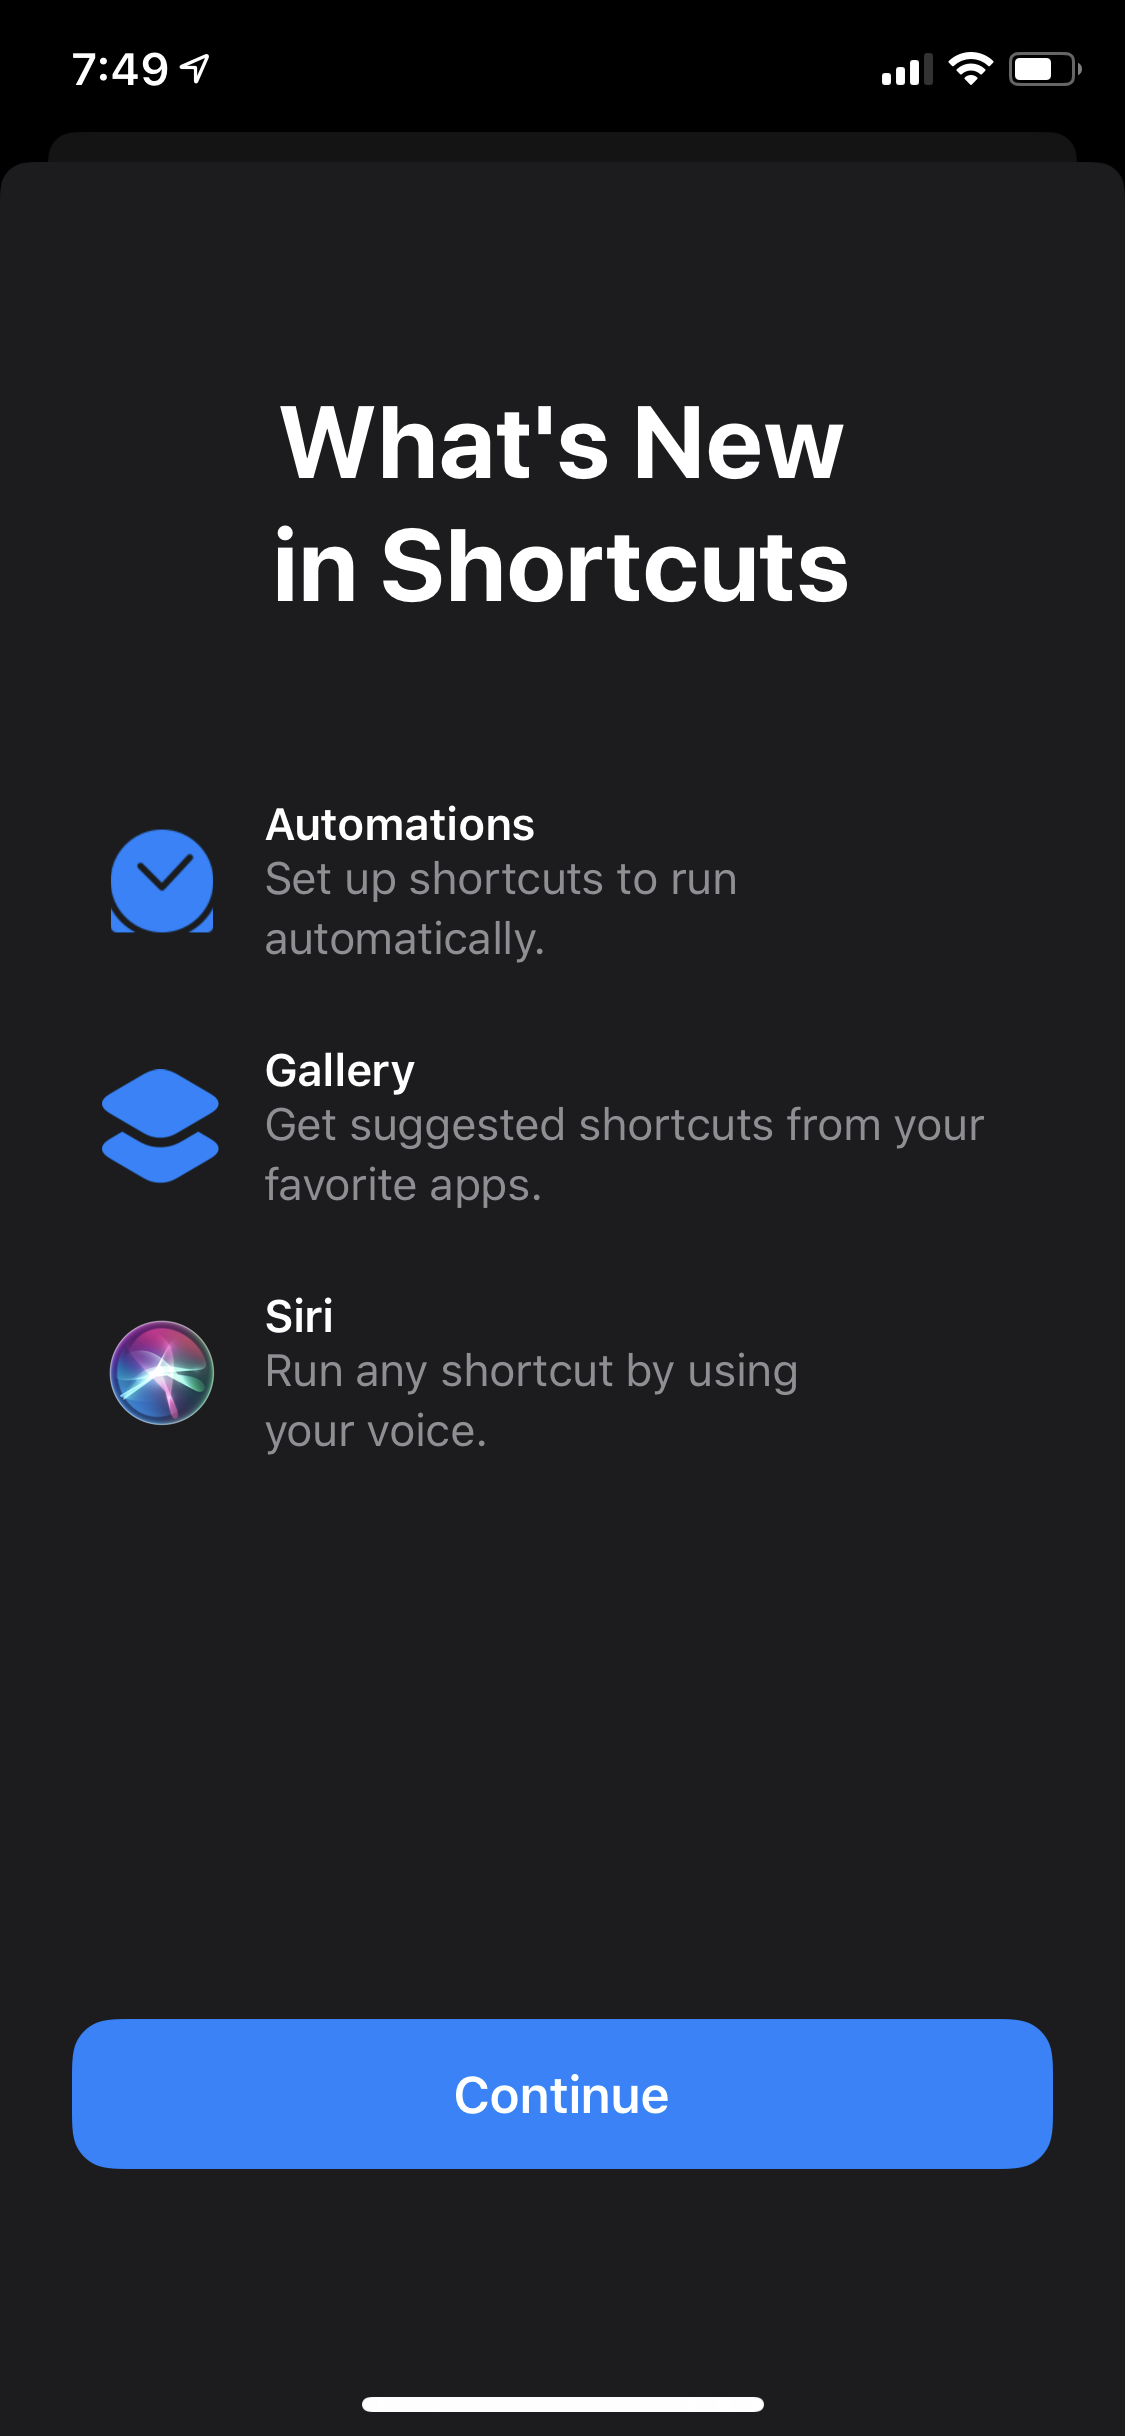 7:49
What's New
in Shortcuts
Automations
Set up shortcuts to run
automatically.
Gallery
Get suggested shortcuts from your
favorite apps.
Siri
Run any shortcut by using
your voice.
Continue